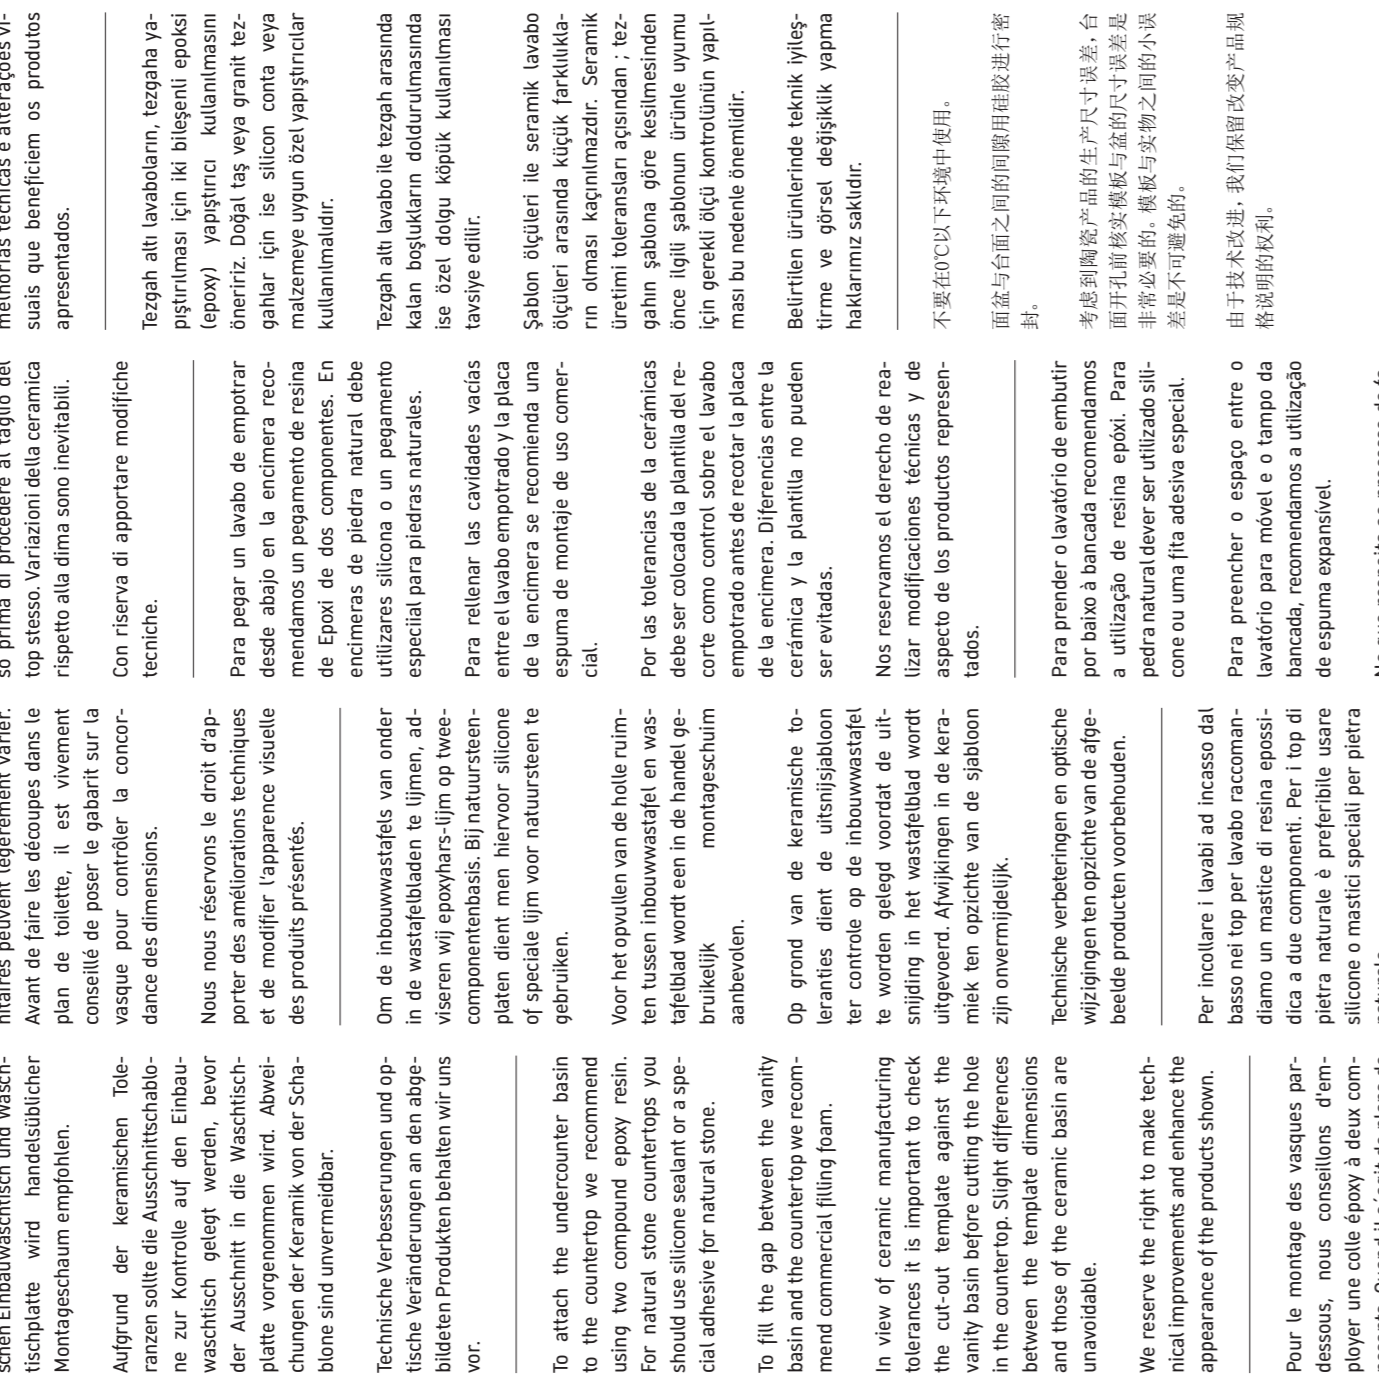 schen Einbauwaschtisch und Wasch-
tischplatte wird handelsüblicher
Montageschaum empfohlen.
Aufgrund der keramischen Tole-
ranzen sollte die Ausschnittschablo-
ne zur Kontrolle auf den Einbau-
waschtisch gelegt werden, bevor
der Ausschnitt in die Waschtisch-
platte vorgenommen wird. Abwei-
chungen der Keramik von der Scha-
blone sind unvermeidbar.
Technische Verbesserungen und op-
tische Veränderungen an den abge-
bildeten Produkten behalten wir uns
vor.
To attach the undercounter basin
to the countertop we recommend
using two compound epoxy resin.
For natural stone countertops you
should use silicone sealant or a spe-
cial adhesive for natural stone.
To fill the gap between the vanity
basin and the countertop we recom-
mend commercial filling foam.
In view of ceramic manufacturing
tolerances it is important to check
the cut-out template against the
vanity basin before cutting the hole
in the countertop. Slight differences
between the template dimensions
and those of the ceramic basin are
unavoidable.
We reserve the right to make tech-
nical improvements and enhance the
appearance of the products shown.
Pour le montage des vasques par-
dessous, nous conseillons d'em-
ployer une colle époxy à deux com-
posants. Quand il s'agit de plans de
nitaires peuvent légèrement varier.
Avant de faire les découpes dans le
plan de toilette, il est vivement
conseillé de poser le gabarit sur la
vasque pour contrôler la concor-
dance des dimensions.
Nous nous réservons le droit d'ap-
porter des améliorations techniques
et de modifier l'apparence visuelle
des produits présentés.
Om de inbouwwastafels van onder
in de wastafelbladen te lijmen, ad-
viseren wij epoxyhars-lijm op twee-
componentenbasis. Bij natuursteen-
platen dient men hiervoor silicone
of speciale lijm voor natuursten te
gebruiken.
Voor het opvullen van de holle ruim-
ten tussen inbouwwastafel en was-
tafelblad wordt een in de handel ge-
bruikelijk montageschuim
aanbevolen.
Op grond van de keramische to-
leranties dient de uitsnijsjabloon
ter controle op de inbouwwastafel
te worden gelegd voordat de uit-
snijding in het wastafelblad wordt
uitgevoerd. Afwijkingen in de kera-
miek ten opzichte van de sjabloon
zijn onvermijdelijk.
Technische verbeteringen en optische
wijzigingen ten opzichte van de afge-
beelde producten voorbehouden.
Per incollare i lavabi ad incasso dal
basso nei top per lavabo raccoman-
diamo un mastice di resina epossi-
dica a due componenti. Per i top di
pietra naturale è preferibile usare
silicone o mastici speciali per pietra
naturale.
so prima di procedere al taglio del
top stesso. Variazioni della ceramica
rispetto alla dima sono inevitabili.
Con riserva di apportare modifiche
tecniche.
Para pegar un lavabo de empotrar
desde abajo en la encimera reco-
mendamos un pegamento de resina
de Epoxi de dos componentes. En
encimeras de piedra natural debe
utilizares silicona o un pegamento
especiial para piedras naturales.
Para rellenar las cavidades vacías
entre el lavabo empotrado y la placa
de la encimera se recomienda una
espuma de montaje de uso comer-
cial.
Por las tolerancias de la cerámicas
debe ser colocada la plantilla del re-
corte como control sobre el lavabo
empotrado antes de recotar la placa
de la encimera. Diferencias entre la
cerámica y la plantilla no pueden
ser evitadas.
Nos reservamos el derecho de rea-
lizar modificaciones técnicas y de
aspecto de los productos represen-
tados.
Para prender o lavatório de embutir
por baixo à bancada recomendamos
a utilização de resina epóxi. Para
pedra natural dever ser utilizado sili-
cone ou uma fita adesiva especial.
Para preencher o espaço entre o
lavatório para móvel e o tampo da
bancada, recomendamos a utilização
de espuma expansível.
No que respeita ao processo de fa-
melhorias técnicas e alterações vi-
suais que beneficiem os produtos
apresentados.
Tezgah altı lavaboların, tezgaha ya-
pıştırılması için iki bileşenli epoksi
(epoxy) yapıştırıcı kullanılmasını
öneririz. Doğal taş veya granit tez-
gahlar için ise silicon conta veya
malzemeye uygun özel yapıştırıcılar
kullanılmalıdır.
Tezgah altı lavabo ile tezgah arasında
kalan boşlukların doldurulmasında
ise özel dolgu köpük kullanılması
tavsiye edilir.
Şablon ölçüleri ile seramik lavabo
ölçüleri arasında küçük farklılıkla-
rın olması kaçınılmazdır. Seramik
üretimi toleransları açısından ; tez-
gahın şablona göre kesilmesinden
önce ilgili şablonun ürünle uyumu
için gerekli ölçü kontrolünün yapıl-
ması bu nedenle önemlidir.
Belirtilen ürünlerinde teknik iyileş-
tirme ve görsel değişiklik yapma
haklarımız saklıdır.
不要在0℃以下环境中使用。
面盆与台面之间的间隙用硅胶进行密
封。
考虑到陶瓷产品的生产尺寸误差，台
面开孔前核实模板与盆的尺寸误差是
非常必要的。模板与实物之间的小误
差是不可避免的。
由于技术改进，我们保留改变产品规
格说明的权利。